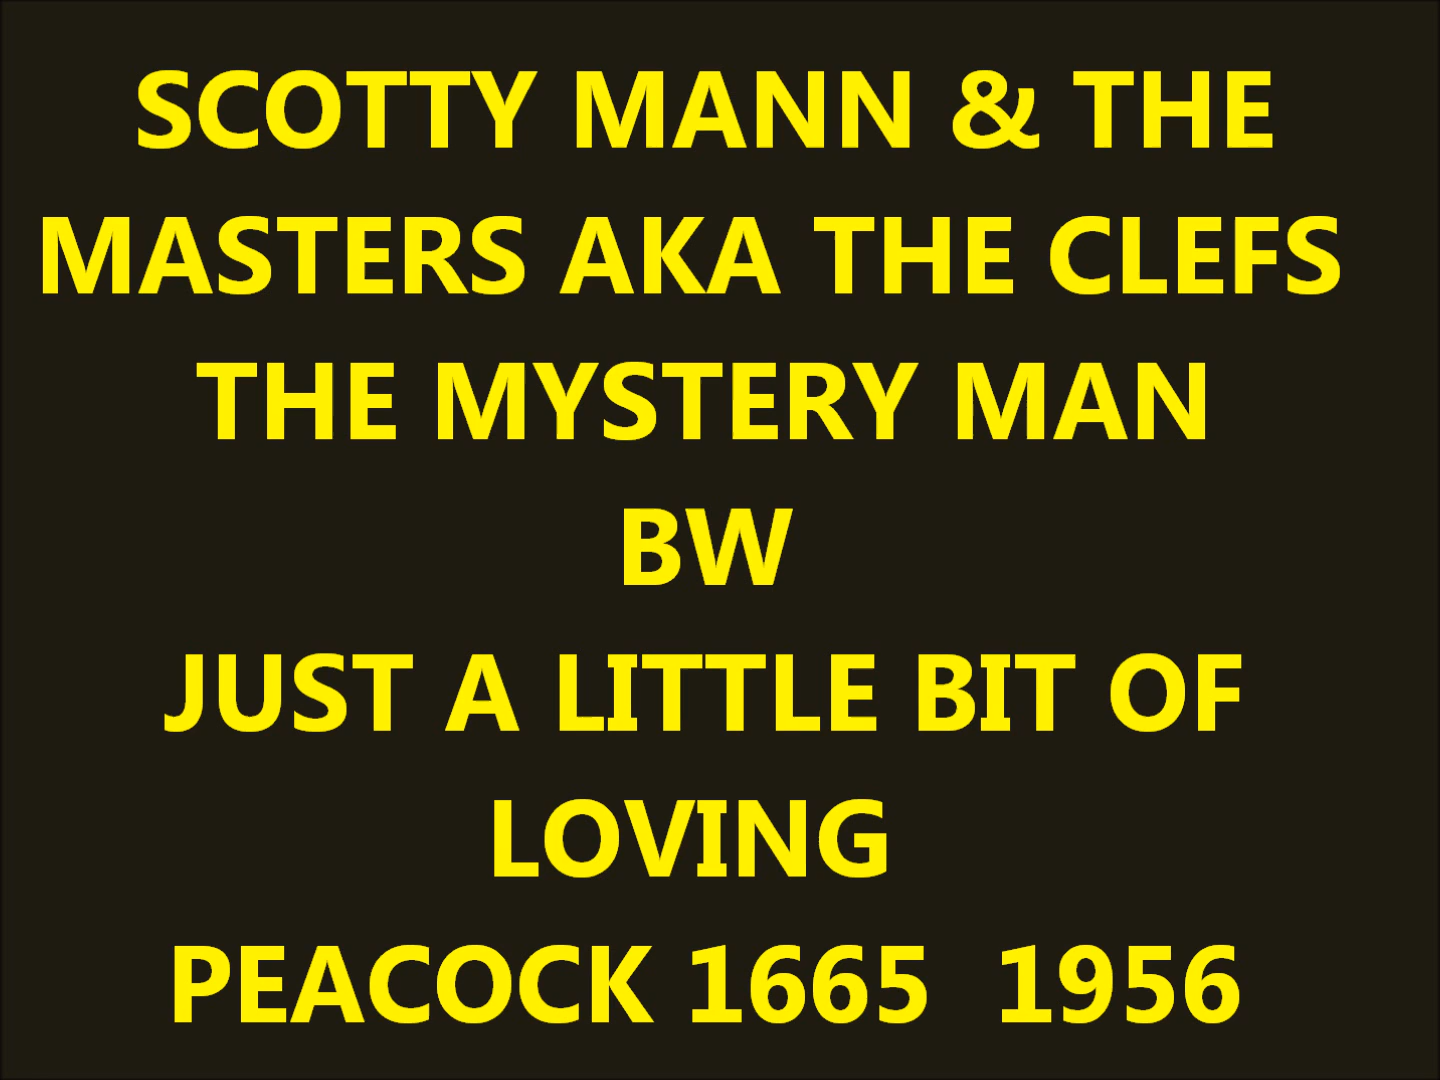 SCOTTY MANN & THE
MASTERS AKA THE CLEFS
THE MYSTERY MAN
BW
JUST A LITTLE BIT OF
LOVING
PEACOCK 1665  1956